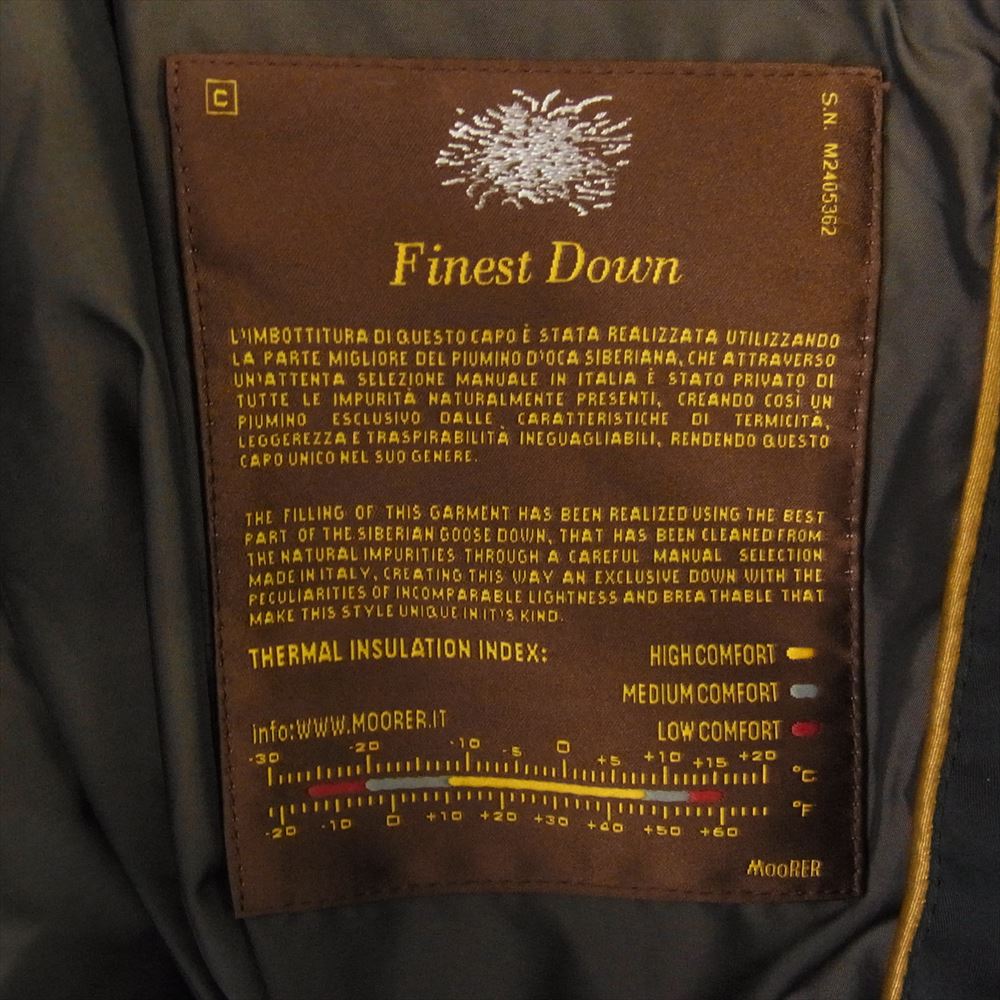 C
S.N. M2405362
Finest Down
L'IMBOTTITURA DI QUESTO CAPO È STATA REALIZZATA UTILIZZANDO
LA PARTE MIGLIORE DEL PIUMINO D'OCA SIBERIANA, CHE ATTRAVERSO
UN'ATTENTA SELEZIONE MANUALE IN ITALIA È STATO PRIVATO DI
TUTTE LE IMPURITÀ NATURALMENTE PRESENTI, CREANDO COSÌ UN
PIUMINO ESCLUSIVO DALLE CARATTERISTICHE DI TERMICITÀ,
LEGGEREZZA E TRASPIRABILITÀ INEGUAGLIABILI, RENDENDO QUESTO
CAPO UNICO NEL SUO GENERE.
THE FILLING OF THIS GARMENT HAS BEEN REALIZED USING THE BEST
PART OF THE SIBERIAN GOOSE DOWN, THAT HAS BEEN CLEANED FROM
THE NATURAL IMPURITIES THROUGH A CAREFUL MANUAL SELECTION
MADE IN ITALY, CREATING THIS WAY AN EXCLUSIVE DOWN WITH THE
PECULIARITIES OF INCOMPARABLE LIGHTNESS AND BREATHABLE THAT
MAKE THIS STYLE UNIQUE IN IT'S KIND.
THERMAL INSULATION INDEX: HIGH COMFORT
MEDIUM COMFORT
info:WWW.MOORER.IT LOW COMFORT
-30 -20 -10 -5 0 +5 +10 +15 +20
°C
°F
-20 -10 0 +10 +20 +30 +40 +50 +60
MOORER